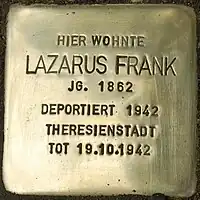 HIER WOHNTE
LAZARUS FRANK
JG. 1862
DEPORTIERT 1942
THERESIENSTADT
TOT 19.10.1942